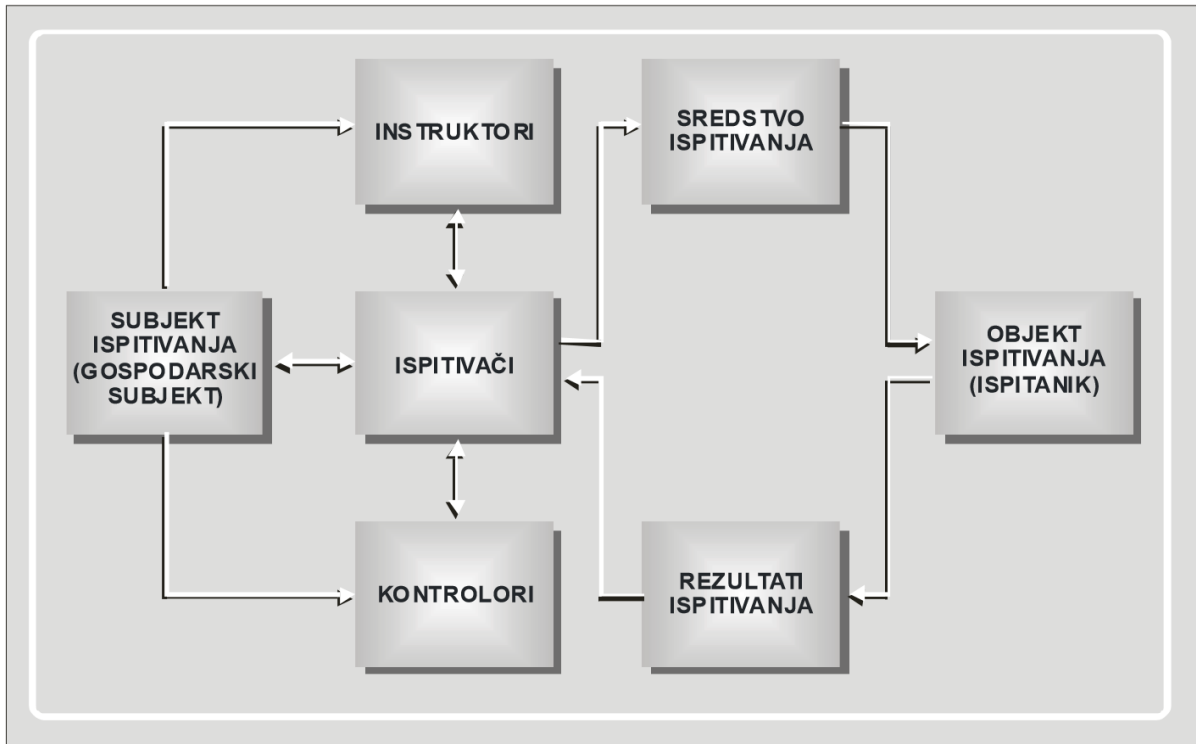 INSTRUKTORI
SREDSTVO
ISPITIVANJA
SUBJEKT
ISPITIVANJA
(GOSPODARSKI
SUBJEKT)
ISPITIVAČI
OBJEKT
ISPITIVANJA
(ISPITANIK)
KONTROLORI
REZULTATI
ISPITIVANJA